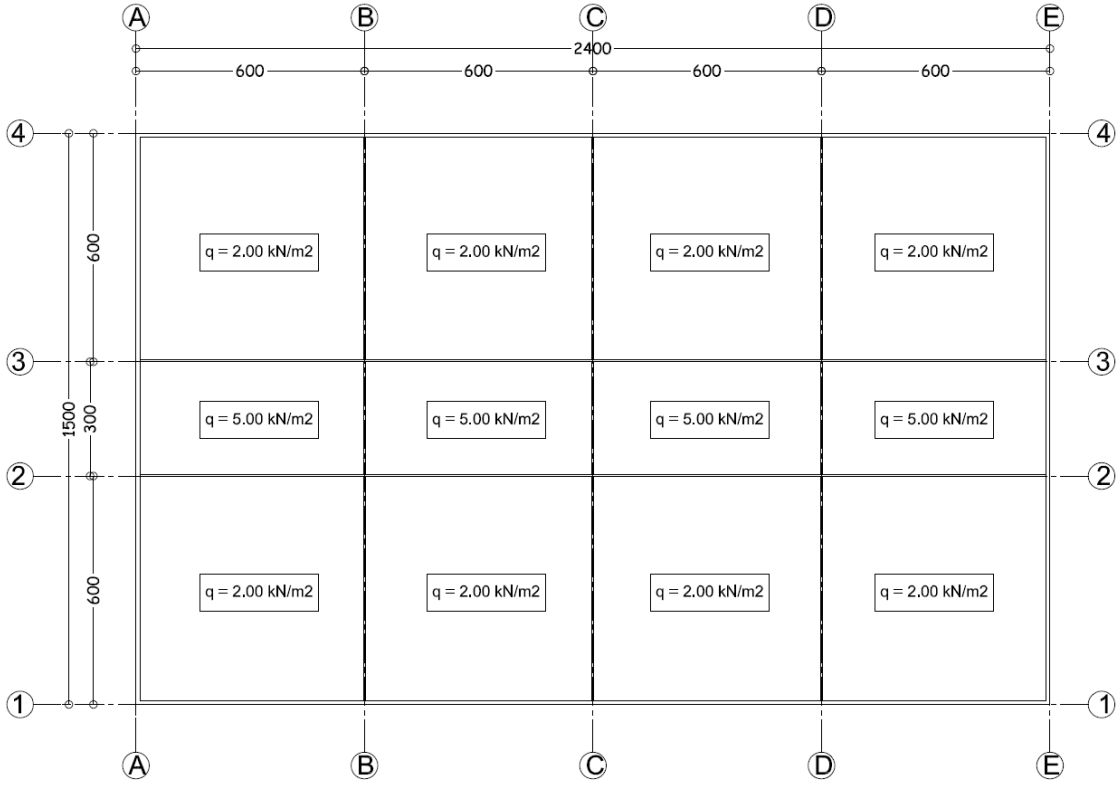 A B C D E
2400
600 600 600 600
4 4
600
q = 2.00 kN/m2 q = 2.00 kN/m2 q = 2.00 kN/m2 q = 2.00 kN/m2
3 3
1500
300
q = 5.00 kN/m2 q = 5.00 kN/m2 q = 5.00 kN/m2 q = 5.00 kN/m2
2 2
600
q = 2.00 kN/m2 q = 2.00 kN/m2 q = 2.00 kN/m2 q = 2.00 kN/m2
1 1
A B C D E